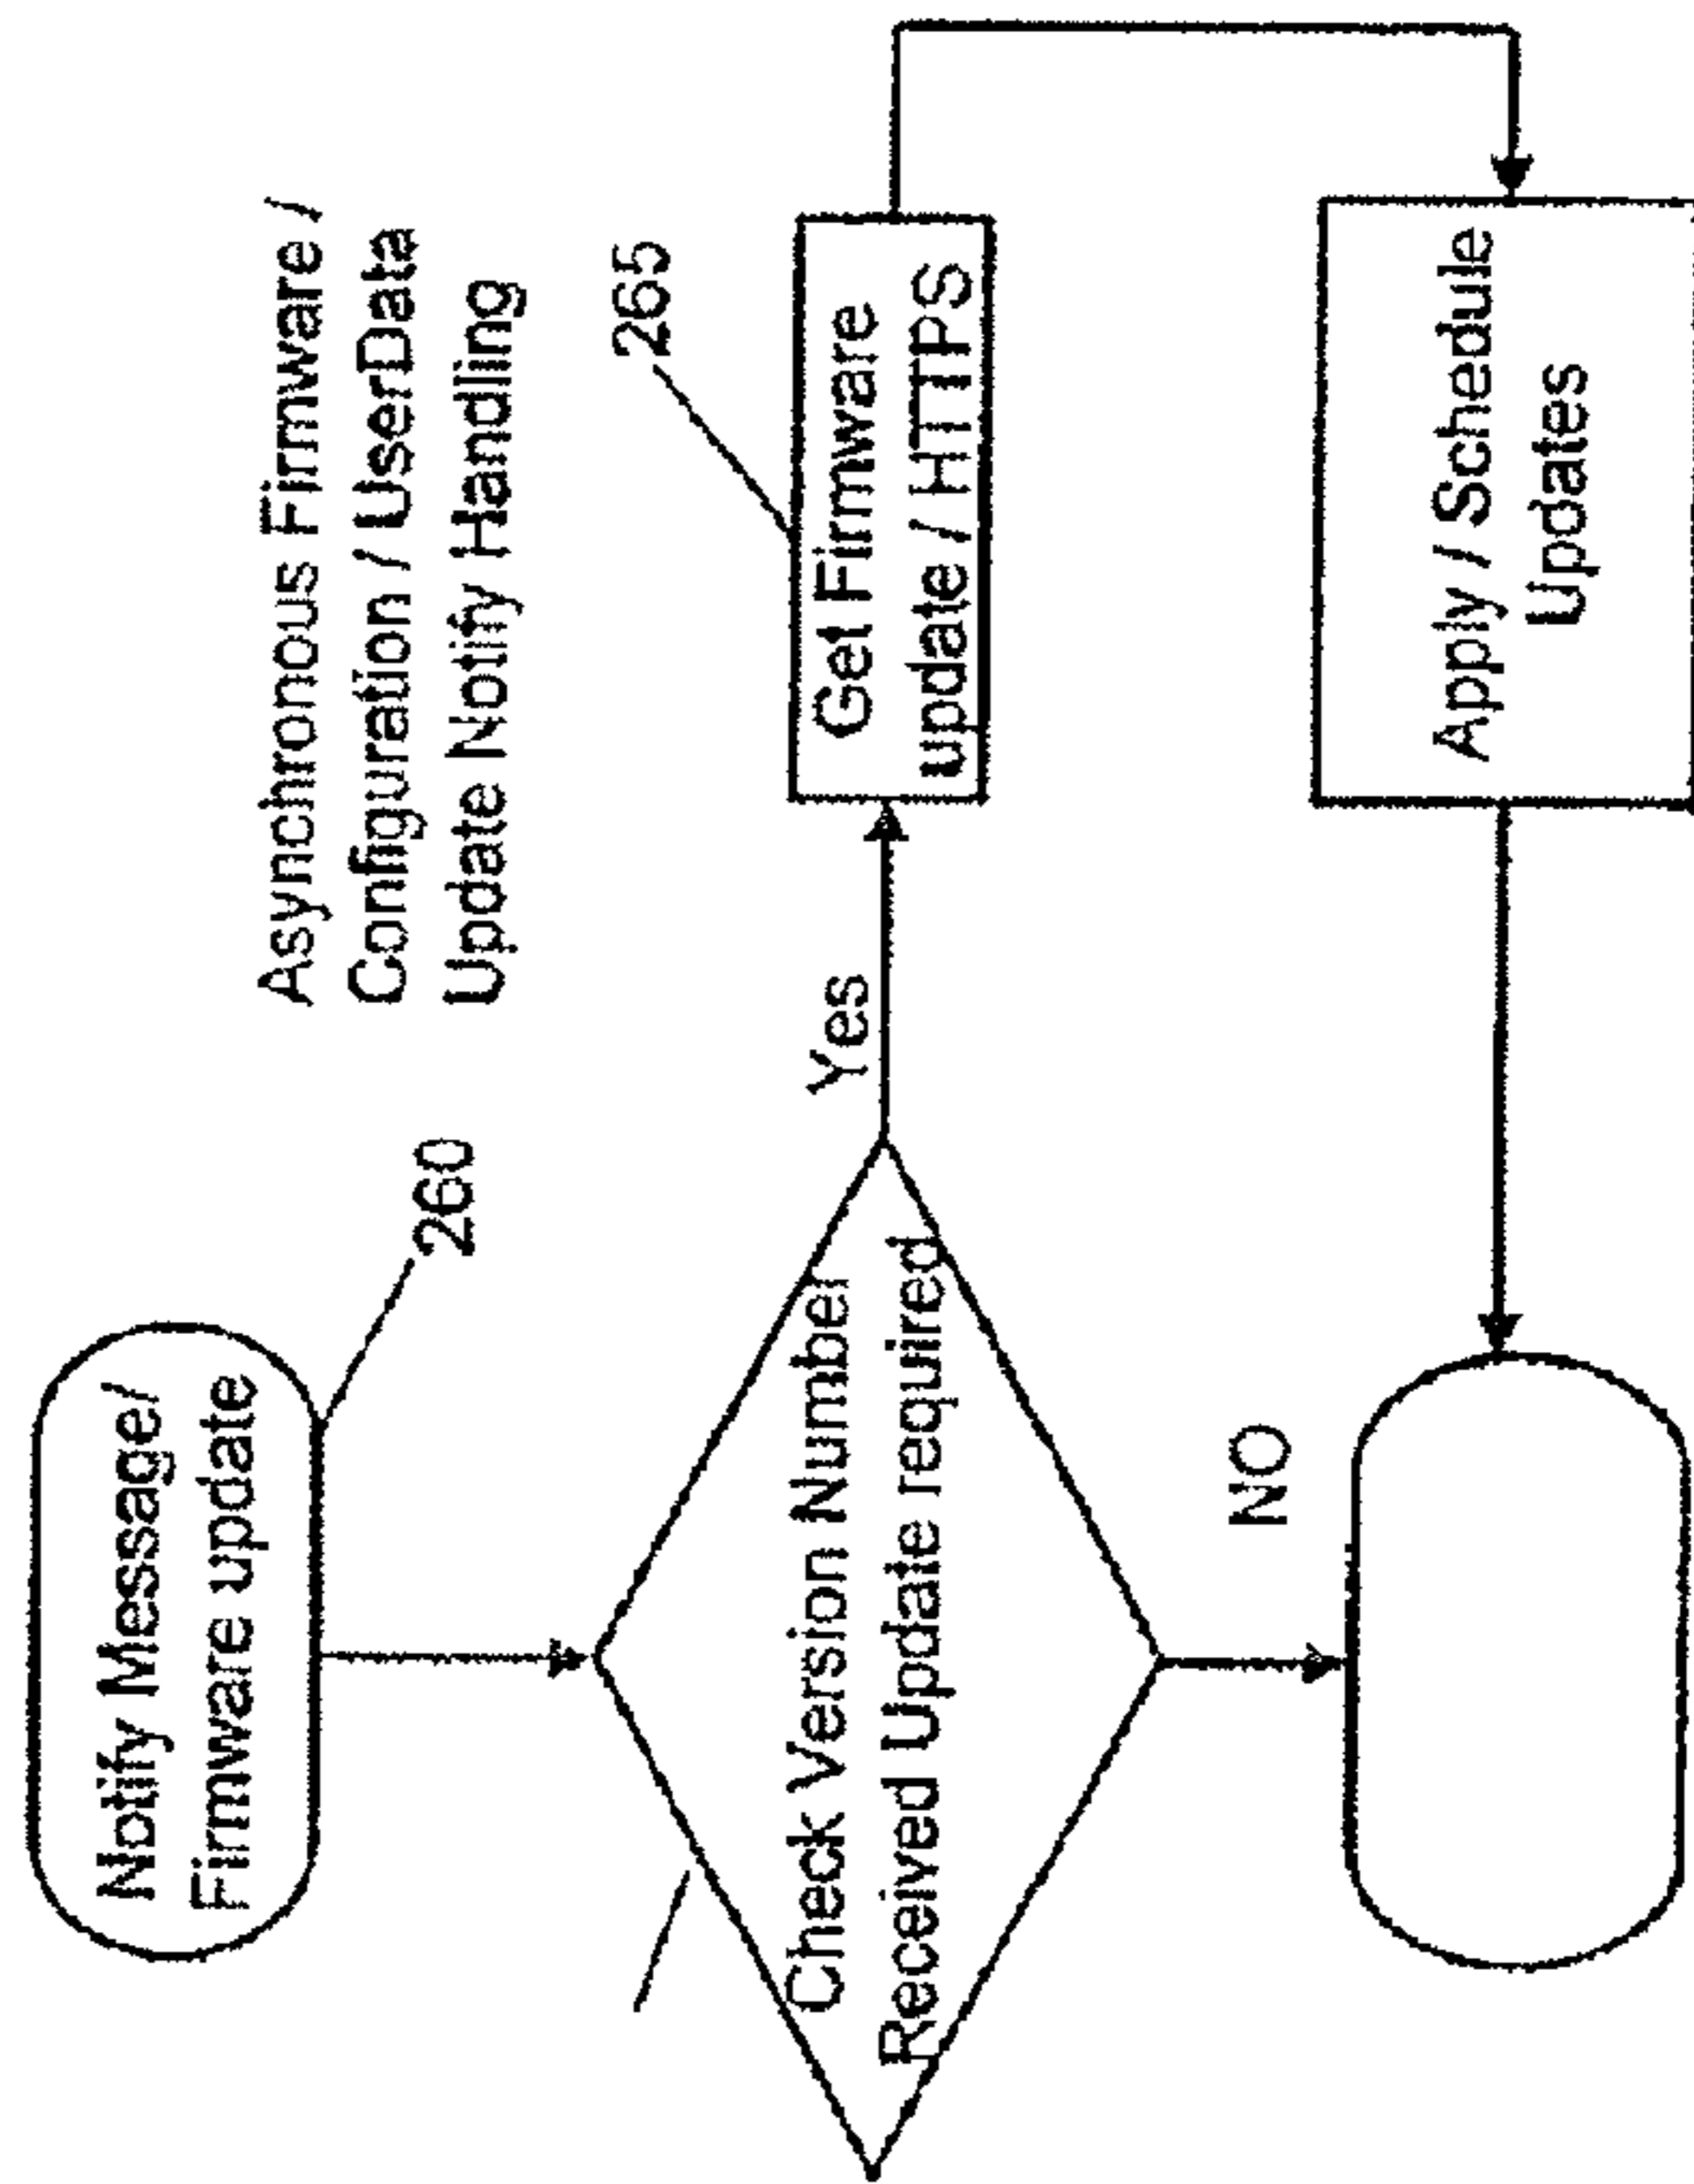 Notify Message/
Firmware update
260
Asynchronous Firmware /
Configuration / UserData
Update Notify Handling
Check Version Number
Received Update required
Yes
265
Get Firmware
update / HTTPS
NO
Apply / Schedule
Updates